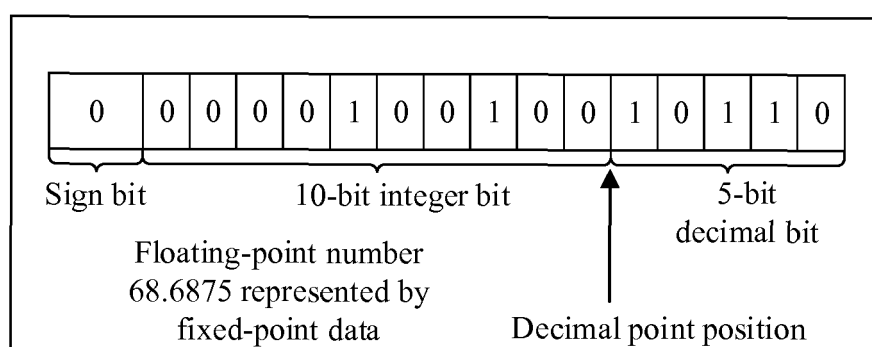 0 0 0 0 0 1 0 0 1 0 0 1 0 1 1 0
Sign bit 10-bit integer bit 5-bit
decimal bit
Floating-point number
68.6875 represented by
fixed-point data
Decimal point position